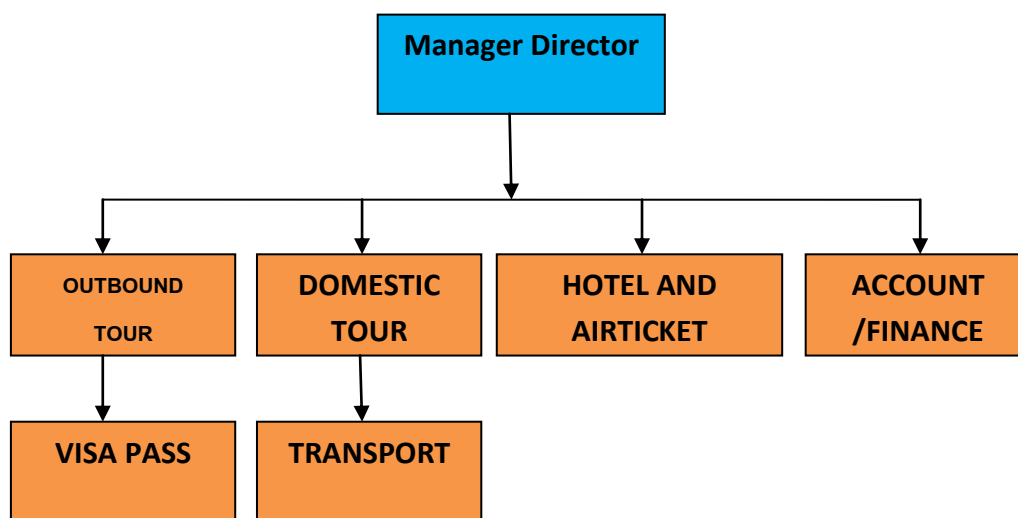 Manager Director
OUTBOUND
TOUR
DOMESTIC
TOUR
HOTEL AND
AIRTICKET
ACCOUNT
/FINANCE
VISA PASS
TRANSPORT